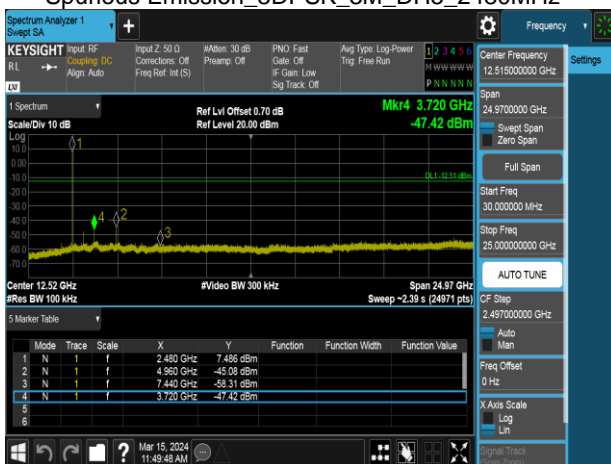 Spectrum Analyzer 1
Swept SA
Frequency
KEYSIGHT
RL
LXI
Input: RF
Coupling: DC
Align: Auto
Input Z: 50 Ω
Corrections: Off
Freq Ref: Int (S)
#Atten: 30 dB
Preamp: Off
PNO: Fast
Gate: Off
IF Gain: Low
Sig Track: Off
Avg Type: Log-Power
Trig: Free Run
1 2 3 4 5 6
M W W W W W
P N N N N N
1 Spectrum
Scale/Div 10 dB
Ref Lvl Offset 0.70 dB
Ref Level 20.00 dBm
Mkr4 3.720 GHz
-47.42 dBm
Log
10.0
0.00
-10.0
-20.0
-30.0
-40.0
-50.0
-60.0
-70.0
1
4
2
3
DL1 -12.51 dBm
Center 12.52 GHz
#Res BW 100 kHz
#Video BW 300 kHz
Span 24.97 GHz
Sweep ~2.39 s (24971 pts)
5 Marker Table
Mode Trace Scale X Y Function Function Width Function Value
1 N 1 f 2.480 GHz 7.486 dBm
2 N 1 f 4.960 GHz -45.08 dBm
3 N 1 f 7.440 GHz -58.31 dBm
4 N 1 f 3.720 GHz -47.42 dBm
5
6
Mar 15, 2024
11:49:48 AM
Center Frequency
12.515000000 GHz
Settings
Span
24.9700000 GHz
Swept Span
Zero Span
Full Span
Start Freq
30.000000 MHz
Stop Freq
25.000000000 GHz
AUTO TUNE
CF Step
2.497000000 GHz
Auto
Man
Freq Offset
0 Hz
X Axis Scale
Log
Lin
Signal Track